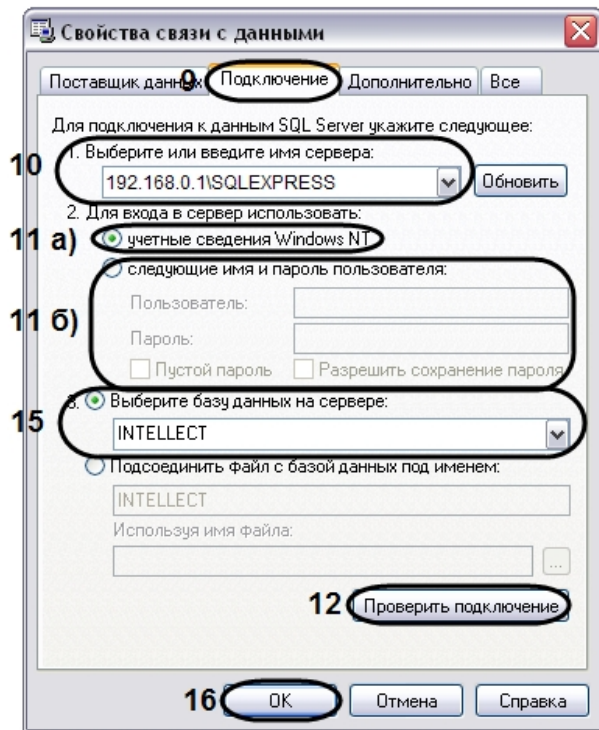 Свойства связи с данными
Поставщик данных 9 Подключение Дополнительно Все
Для подключения к данным SQL Server укажите следующее:
10 1. Выберите или введите имя сервера:
192.168.0.1\SQLEXPRESS Обновить
2. Для входа в сервер использовать:
11 а) учетные сведения Windows NT
следующие имя и пароль пользователя:
Пользователь:
11 б)
Пароль:
Пустой пароль Разрешить сохранение пароля
3. Выберите базу данных на сервере:
15
INTELLECT
Подсоединить файл с базой данных под именем:
INTELLECT
Используя имя файла:
...
12 Проверить подключение
16 OK Отмена Справка